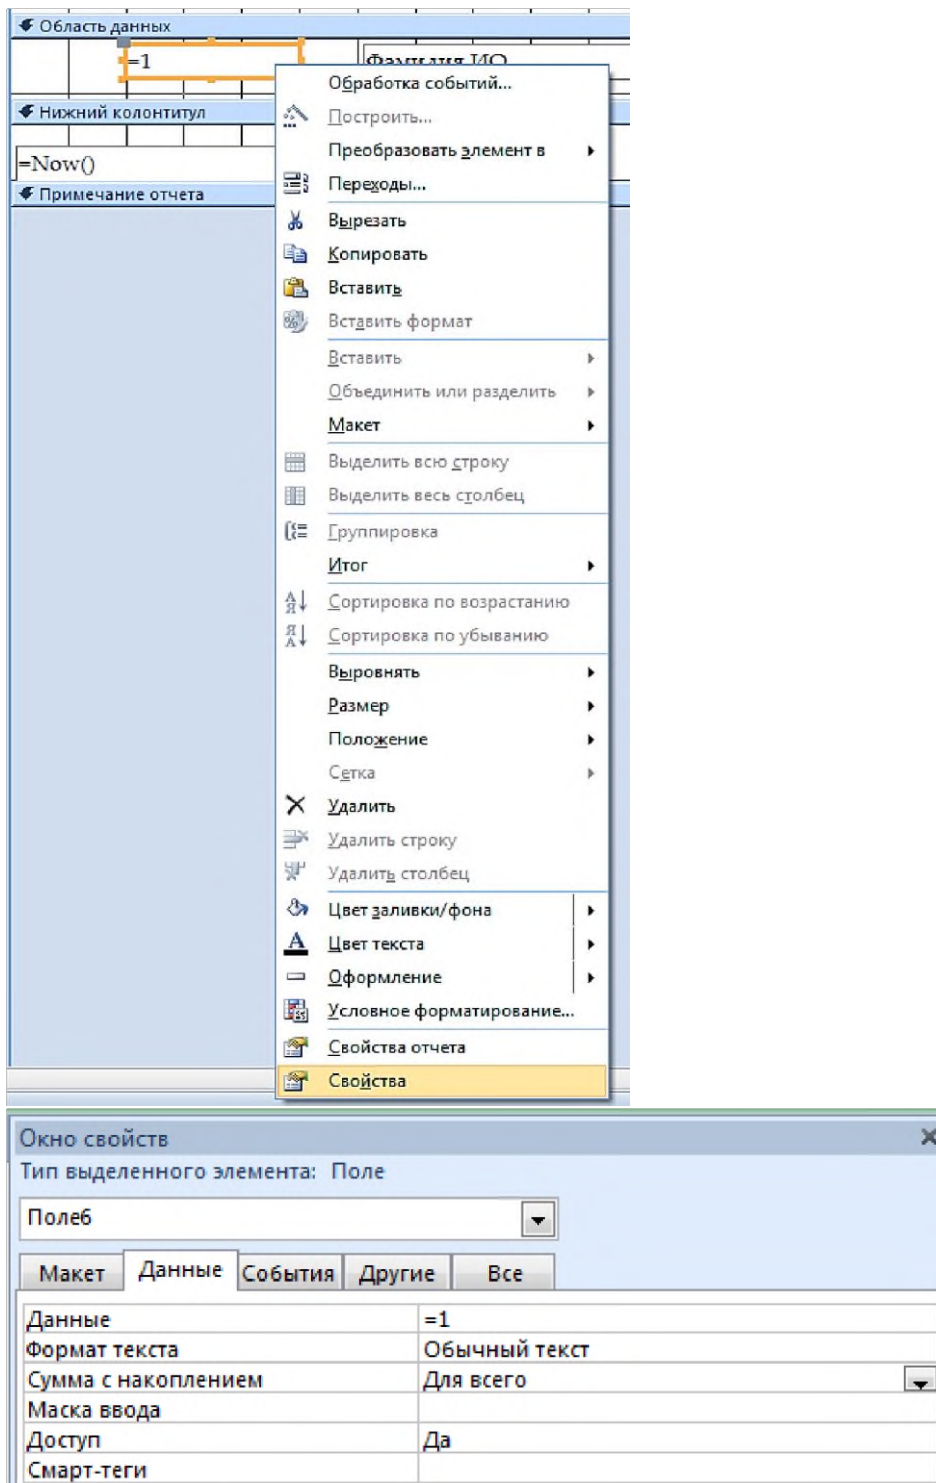 Область данных
=1
Фамилия ИО
Обработка событий...
Нижний колонтитул
Построить...
Преобразовать элемент в
=Now()
Переходы...
Примечание отчета
Вырезать
Копировать
Вставить
Вставить формат
Вставить
Объединить или разделить
Макет
Выделить всю строку
Выделить весь столбец
Группировка
Итог
Сортировка по возрастанию
Сортировка по убыванию
Выровнять
Размер
Положение
Сетка
Удалить
Удалить строку
Удалить столбец
Цвет заливки/фона
Цвет текста
Оформление
Условное форматирование...
Свойства отчета
Свойства
Окно свойств
Тип выделенного элемента: Поле
Поле6
Макет Данные События Другие Все
Данные =1
Формат текста Обычный текст
Сумма с накоплением Для всего
Маска ввода
Доступ Да
Смарт-теги